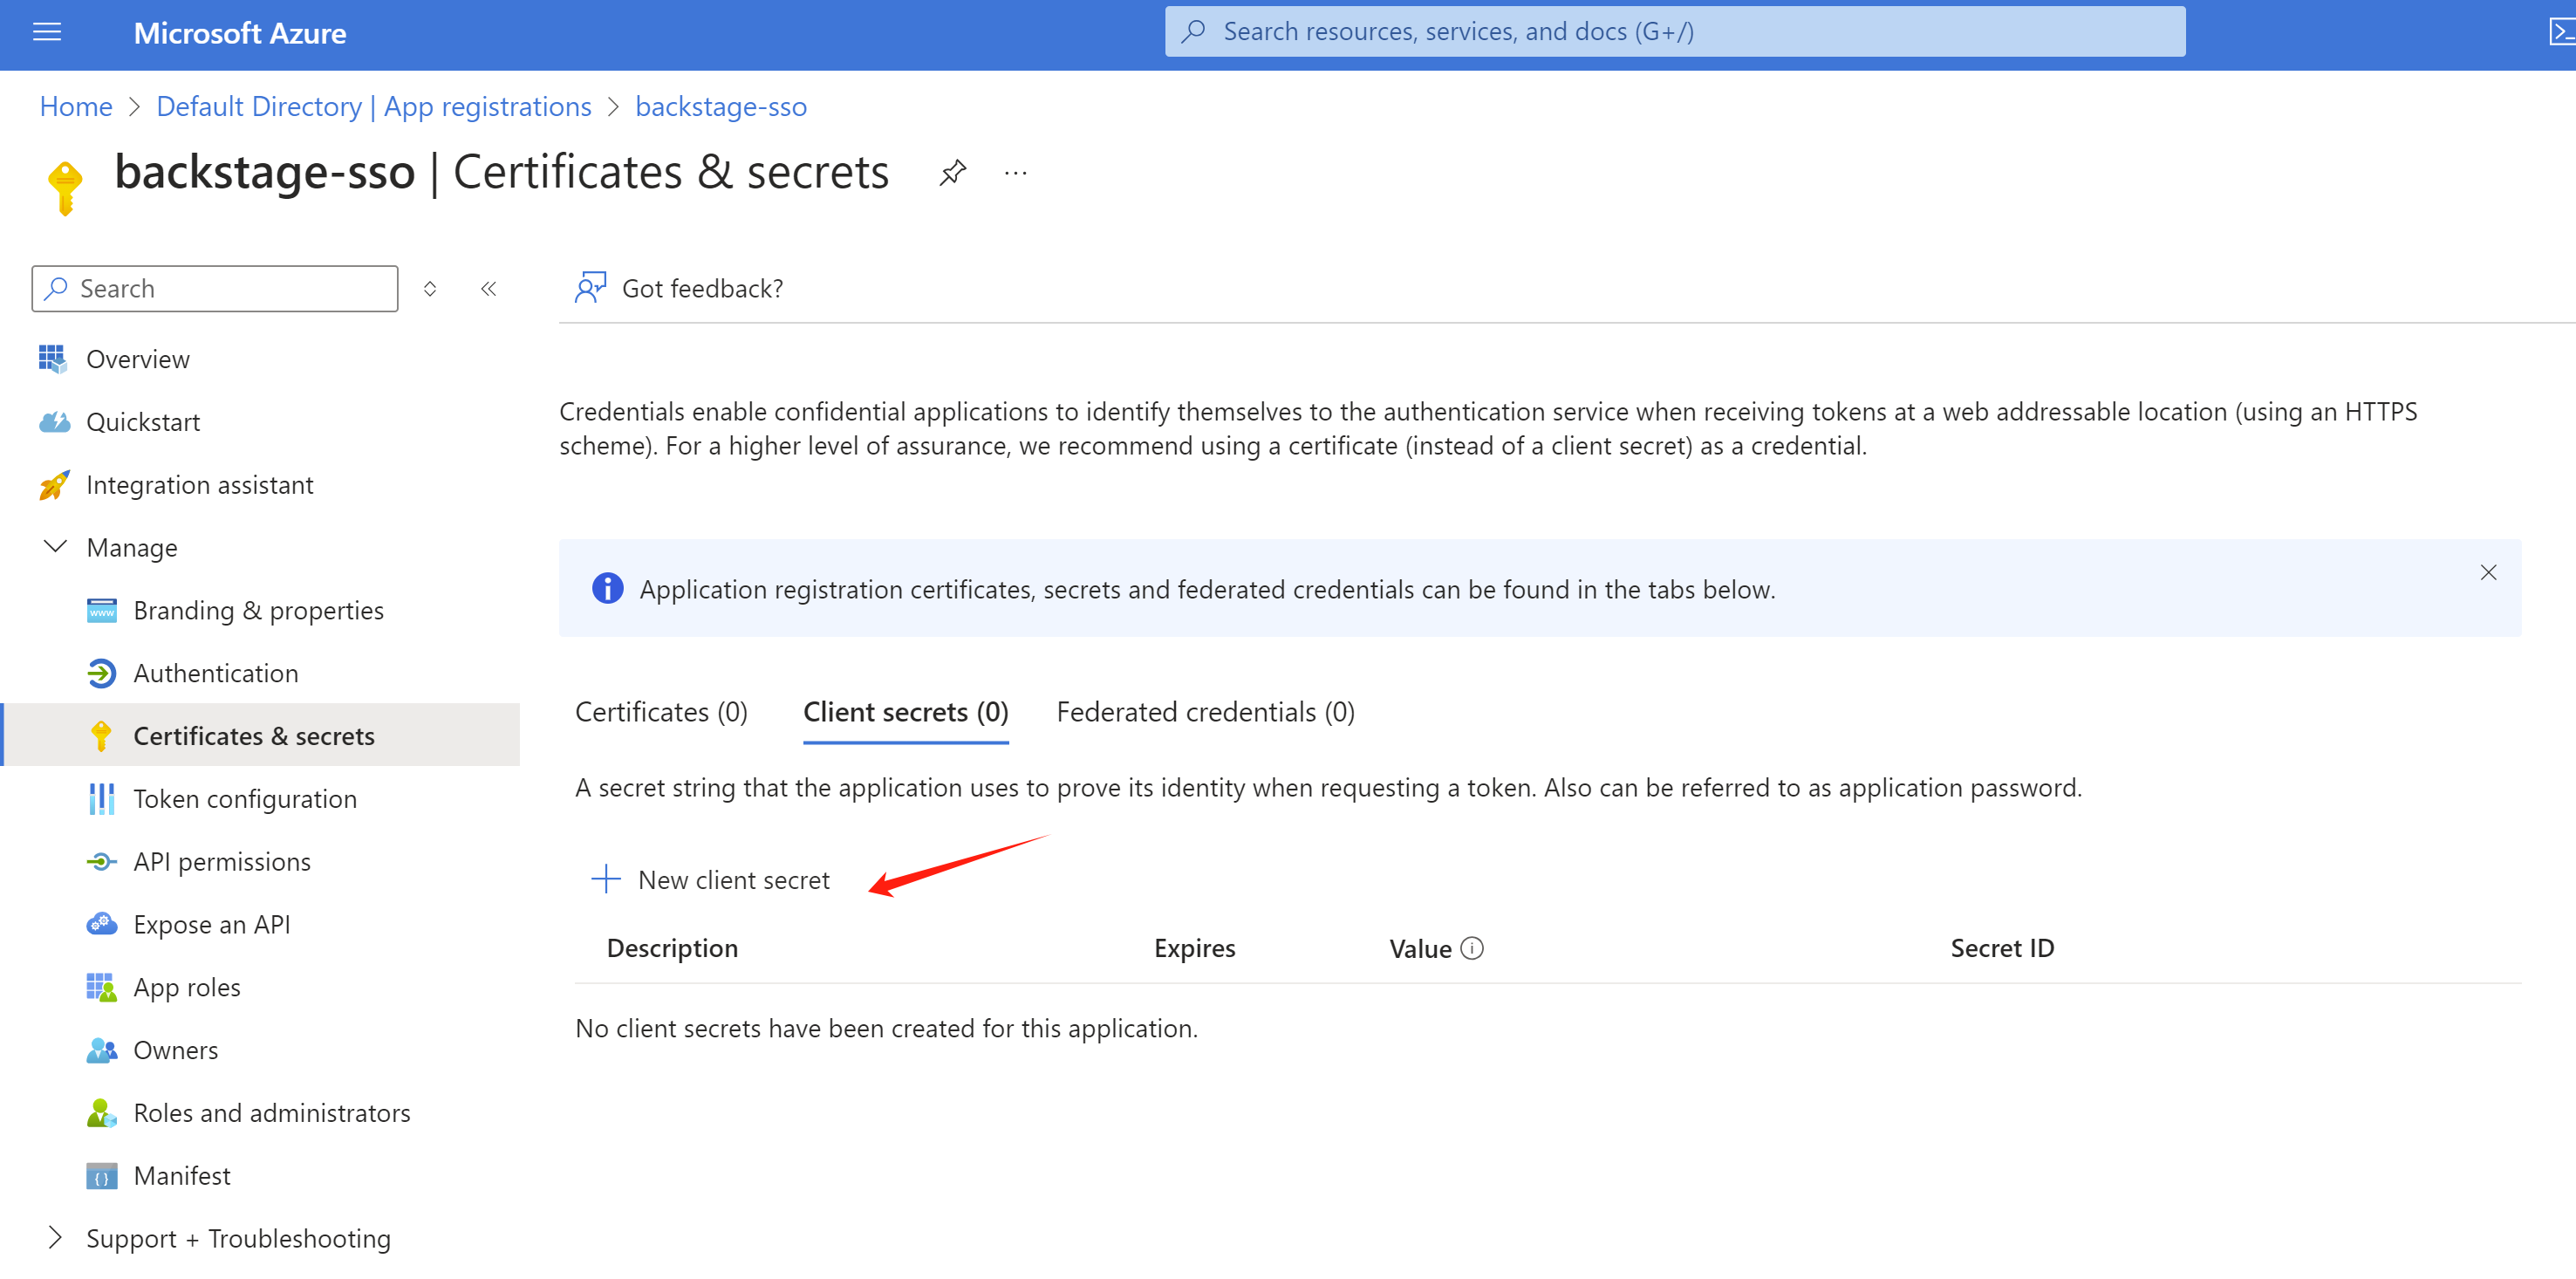 Microsoft Azure
Search resources, services, and docs (G+/)
Home > Default Directory | App registrations > backstage-sso
backstage-sso | Certificates & secrets
Search
Got feedback?
Overview
Quickstart
Integration assistant
Manage
Branding & properties
Authentication
Certificates & secrets
Token configuration
API permissions
Expose an API
App roles
Owners
Roles and administrators
Manifest
Support + Troubleshooting
Credentials enable confidential applications to identify themselves to the authentication service when receiving tokens at a web addressable location (using an HTTPS
scheme). For a higher level of assurance, we recommend using a certificate (instead of a client secret) as a credential.
Application registration certificates, secrets and federated credentials can be found in the tabs below.
Certificates (0) Client secrets (0) Federated credentials (0)
A secret string that the application uses to prove its identity when requesting a token. Also can be referred to as application password.
New client secret
Description Expires Value Secret ID
No client secrets have been created for this application.